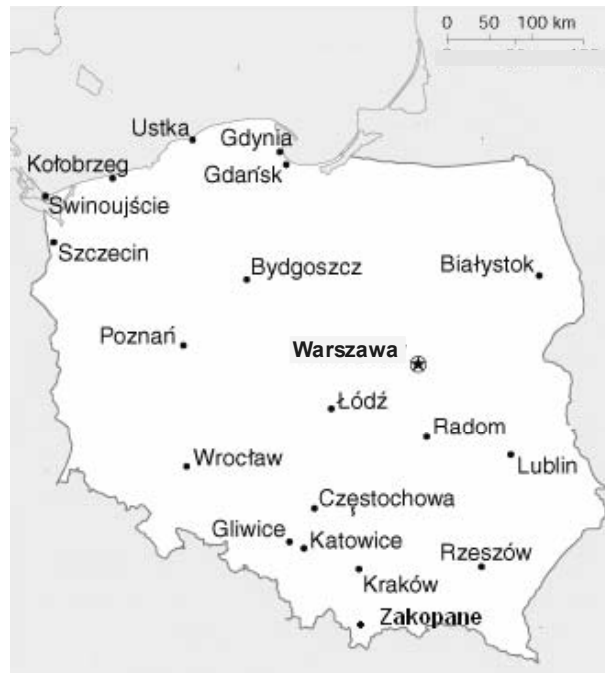 0 50 100 km
Ustka
Gdynia
Kołobrzeg
Gdańsk
Swinoujście
Szczecin
Bydgoszcz
Białystok
Poznań
Warszawa
Łódź
Radom
Wrocław
Lublin
Częstochowa
Gliwice
Katowice
Rzeszów
Kraków
Zakopane